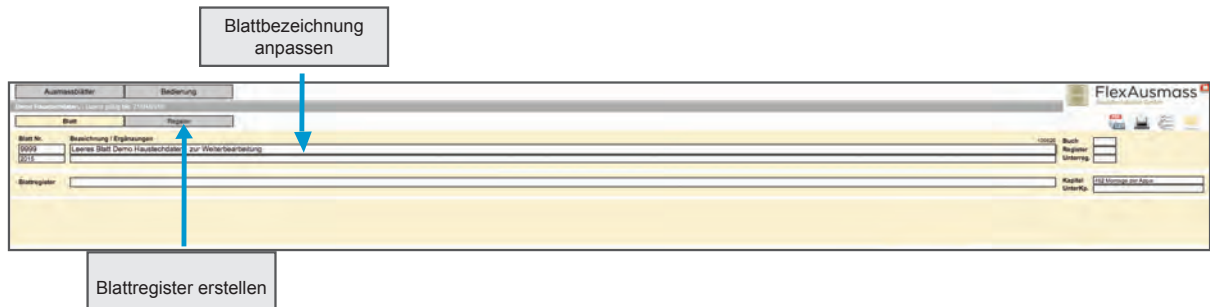 Blattbezeichnung
anpassen
Ausmassblätter Bedienung
FlexAusmass
Blatt Register
Blatt Nr. Bezeichnung / Ergänzungen Buch
9999 Leeres Blatt Demo Haustechdaten zur Weiterbearbeitung Register
2015 Unterreg.
Blattregister Kapitel
UnterKp.
Blattregister erstellen